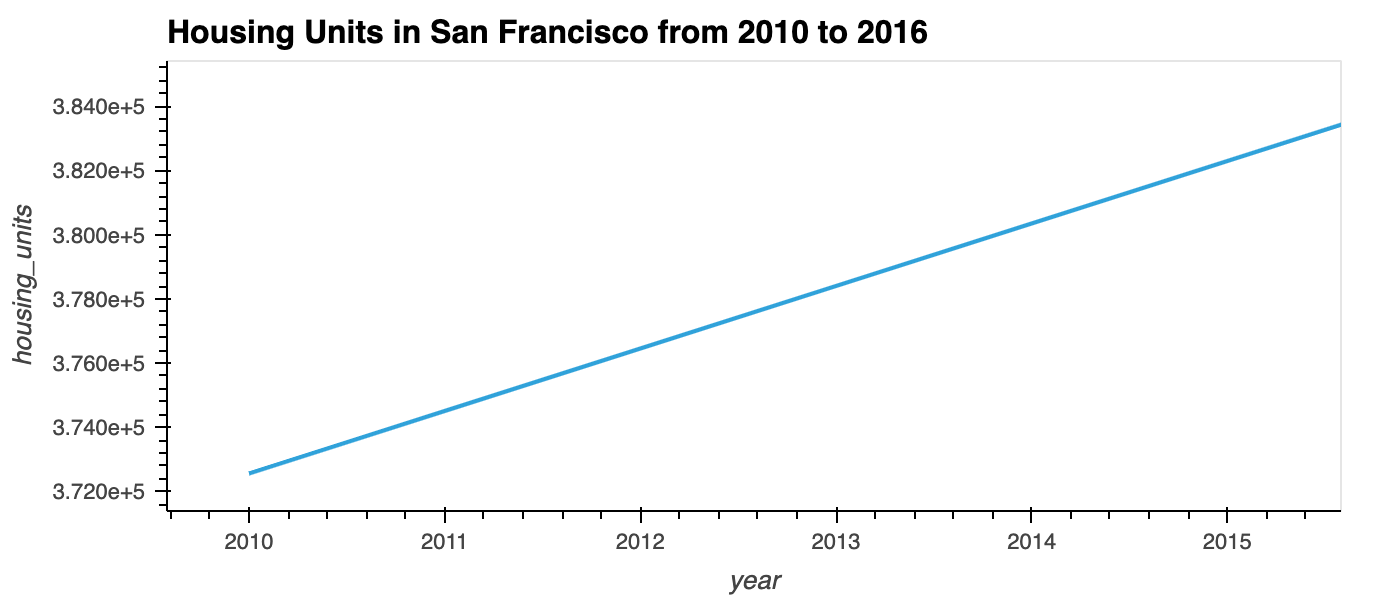 Housing Units in San Francisco from 2010 to 2016
3.840e+5
3.820e+5
3.800e+5
3.780e+5
3.760e+5
3.740e+5
3.720e+5
housing_units
2010 2011 2012 2013 2014 2015
year